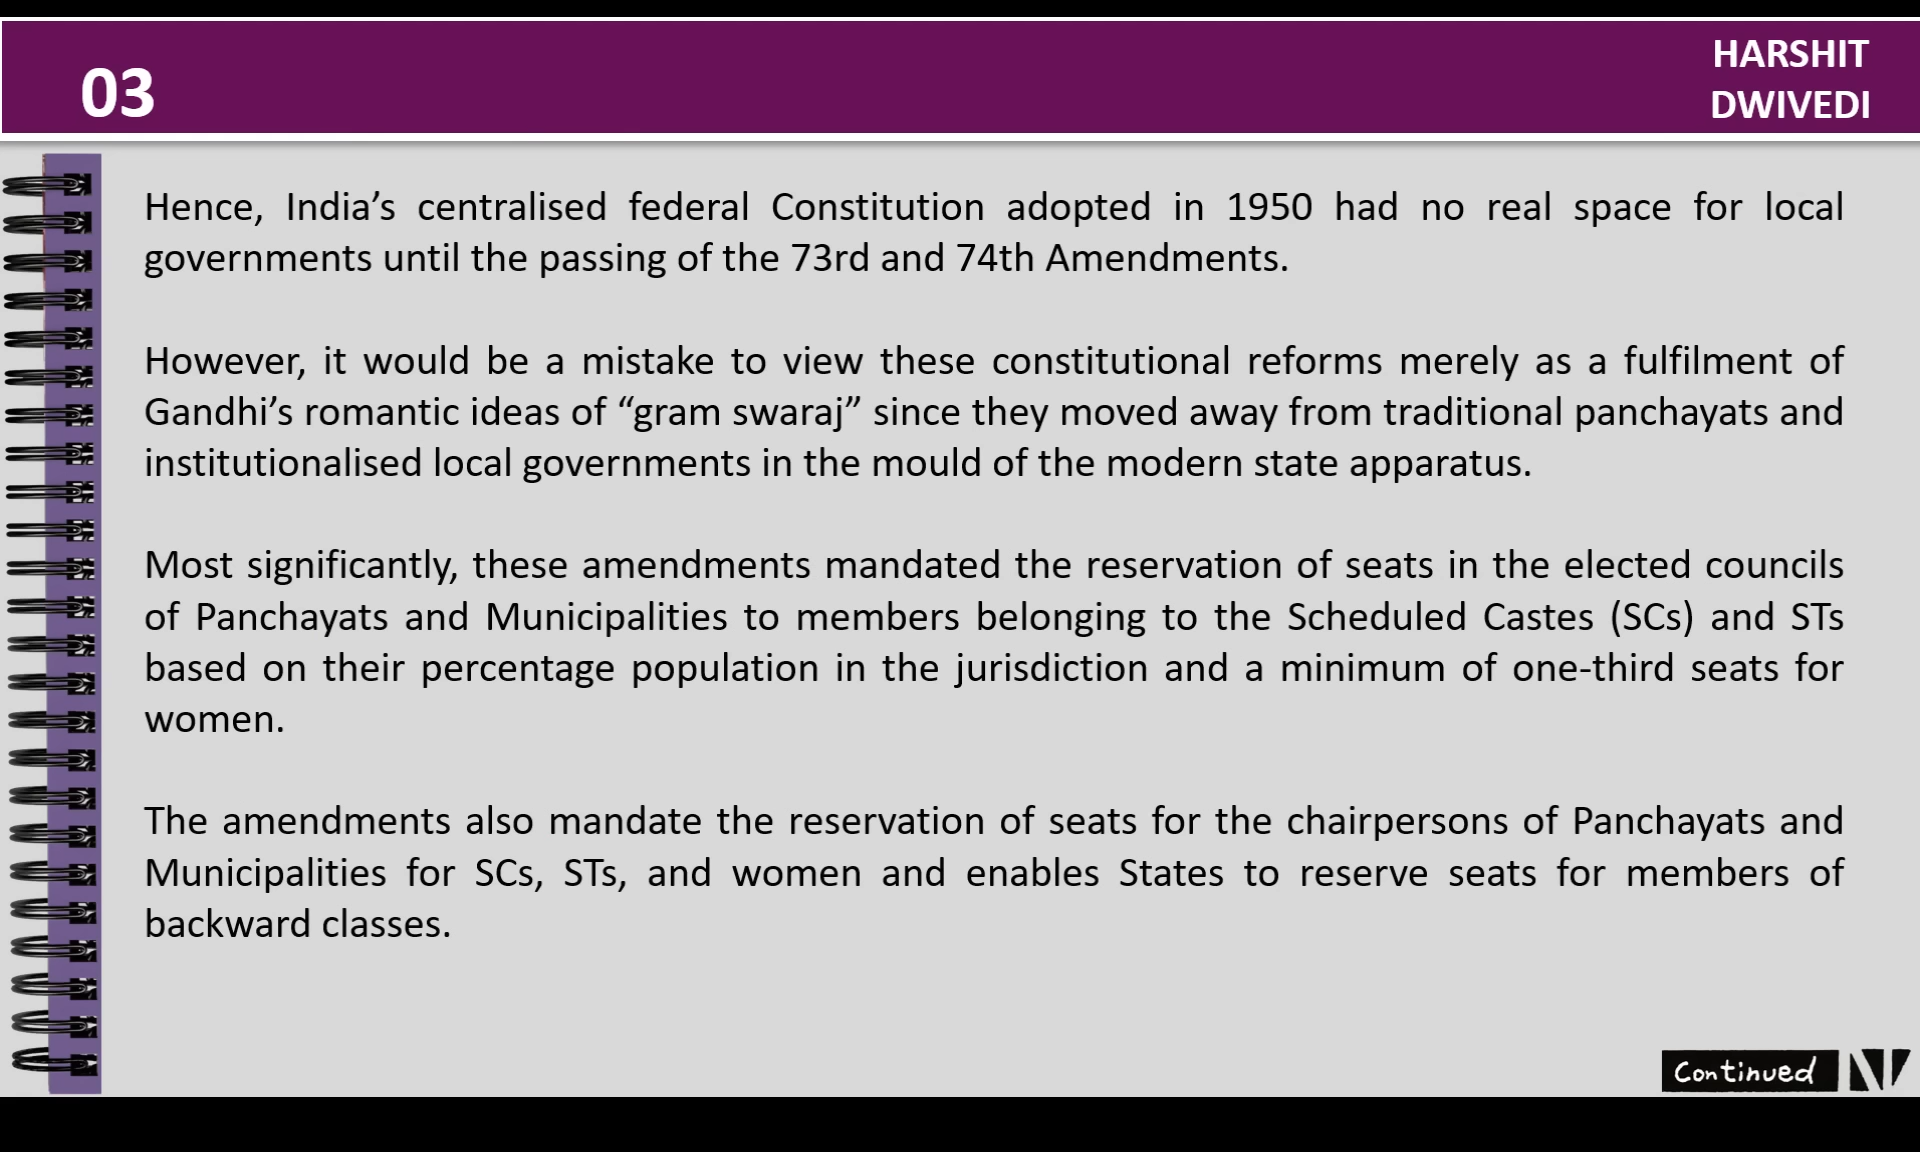 03
HARSHIT
DWIVEDI
Hence, India’s centralised federal Constitution adopted in 1950 had no real space for local
governments until the passing of the 73rd and 74th Amendments.
However, it would be a mistake to view these constitutional reforms merely as a fulfilment of
Gandhi’s romantic ideas of “gram swaraj” since they moved away from traditional panchayats and
institutionalised local governments in the mould of the modern state apparatus.
Most significantly, these amendments mandated the reservation of seats in the elected councils
of Panchayats and Municipalities to members belonging to the Scheduled Castes (SCs) and STs
based on their percentage population in the jurisdiction and a minimum of one-third seats for
women.
The amendments also mandate the reservation of seats for the chairpersons of Panchayats and
Municipalities for SCs, STs, and women and enables States to reserve seats for members of
backward classes.
Continued